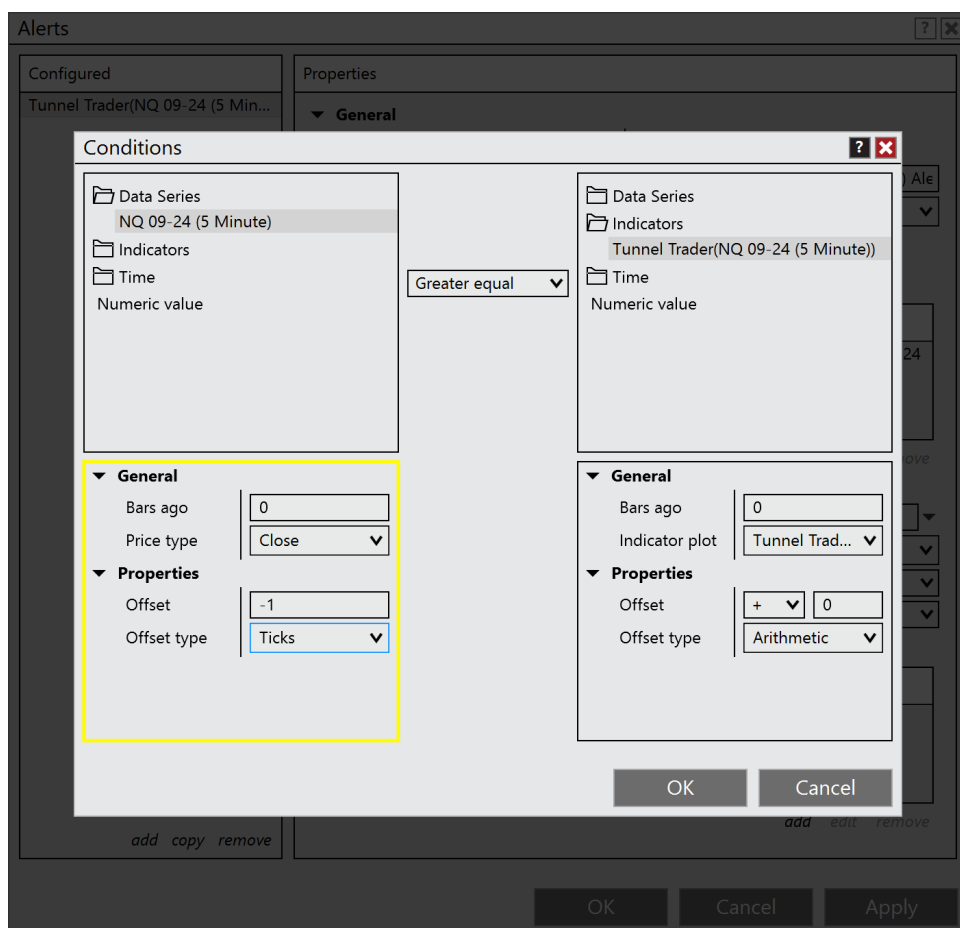 Alerts
?
Configured
Properties
Tunnel Trader(NQ 09-24 (5 Min...
General
) Ale
Conditions
?
Data Series
NQ 09-24 (5 Minute)
Indicators
Time
Numeric value
Greater equal
Data Series
Indicators
Tunnel Trader(NQ 09-24 (5 Minute))
Time
Numeric value
24
General
Bars ago 0
Price type Close
Properties
Offset -1
Offset type Ticks
General
Bars ago 0
Indicator plot Tunnel Trad...
Properties
Offset + 0
Offset type Arithmetic
ove
OK Cancel
add edit remove
add copy remove
OK Cancel Apply